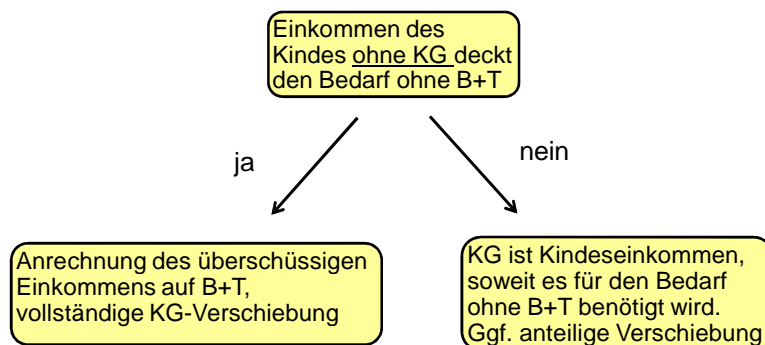 Einkommen des
Kindes ohne KG deckt
den Bedarf ohne B+T
ja
nein
Anrechnung des überschüssigen
Einkommens auf B+T,
vollständige KG-Verschiebung
KG ist Kindeseinkommen,
soweit es für den Bedarf
ohne B+T benötigt wird.
Ggf. anteilige Verschiebung